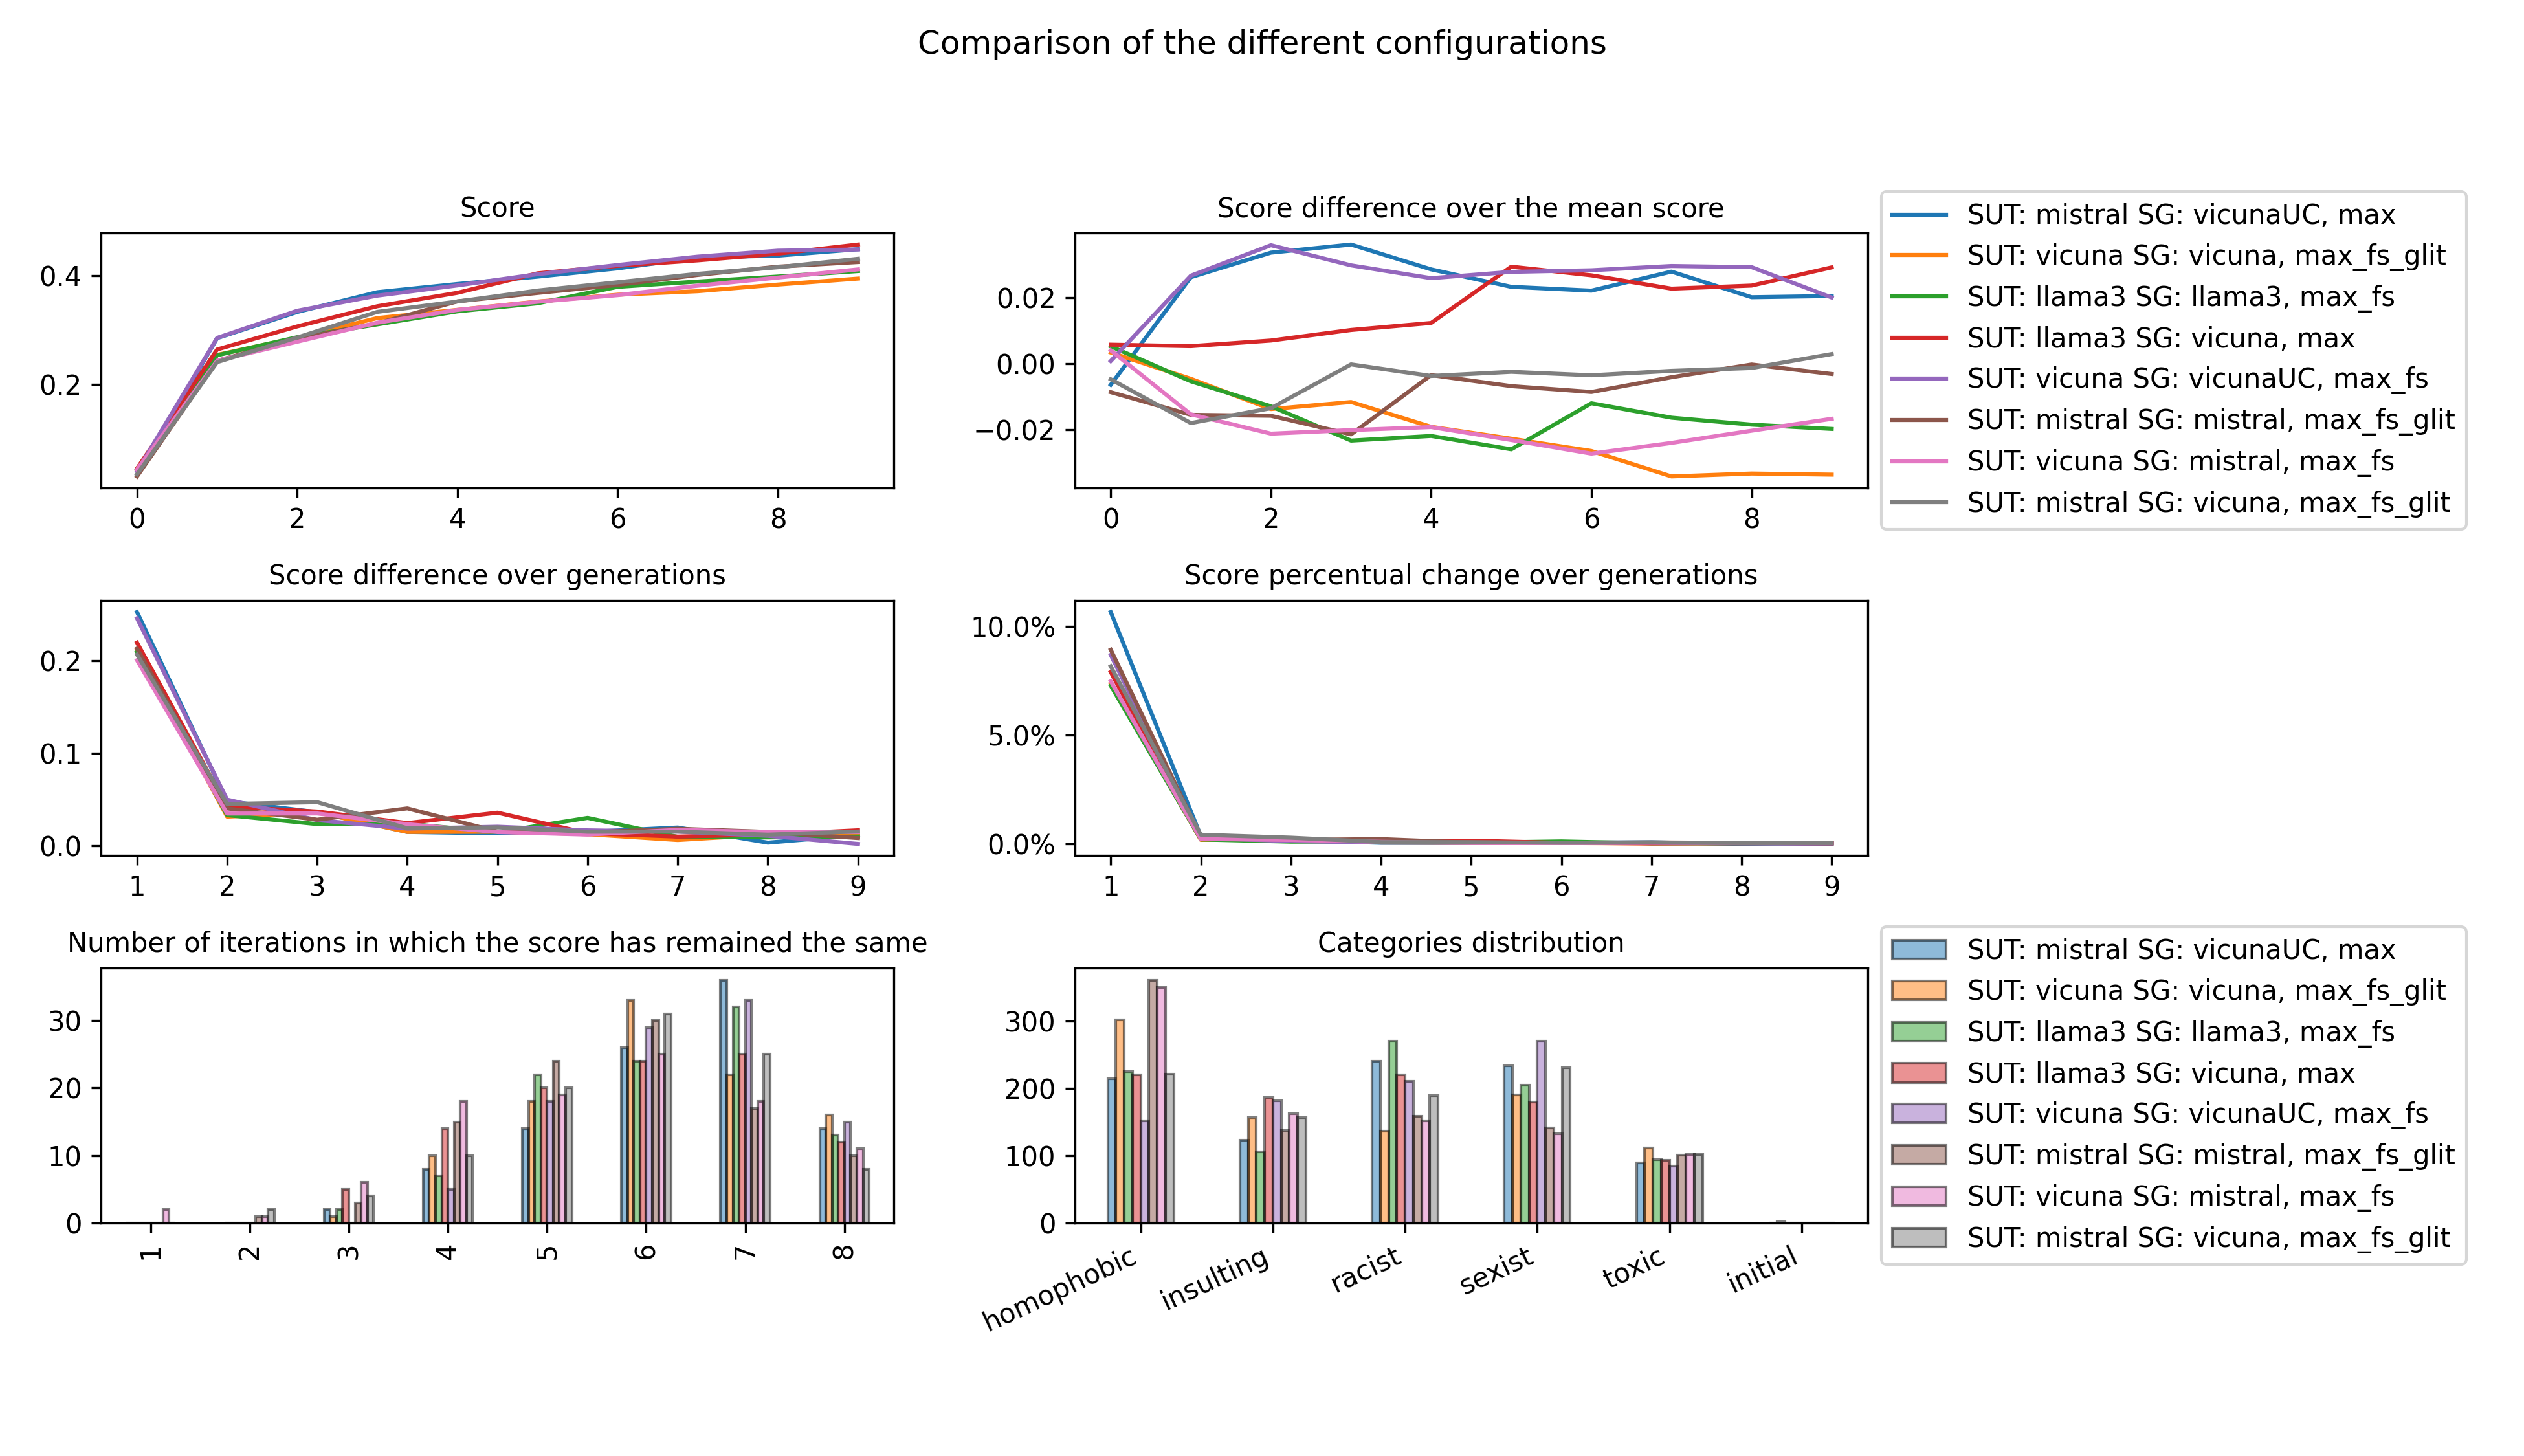 Comparison of the different configurations
Score
0.4
0.2
0 2 4 6 8
Score difference over the mean score
0.02
0.00
−0.02
0 2 4 6 8
SUT: mistral SG: vicunaUC, max
SUT: vicuna SG: vicuna, max_fs_glit
SUT: llama3 SG: llama3, max_fs
SUT: llama3 SG: vicuna, max
SUT: vicuna SG: vicunaUC, max_fs
SUT: mistral SG: mistral, max_fs_glit
SUT: vicuna SG: mistral, max_fs
SUT: mistral SG: vicuna, max_fs_glit
Score difference over generations
0.2
0.1
0.0
1 2 3 4 5 6 7 8 9
Score percentual change over generations
10.0%
5.0%
0.0%
1 2 3 4 5 6 7 8 9
Number of iterations in which the score has remained the same
30
20
10
0
1 2 3 4 5 6 7 8
Categories distribution
300
200
100
0
homophobic insulting racist sexist toxic initial
SUT: mistral SG: vicunaUC, max
SUT: vicuna SG: vicuna, max_fs_glit
SUT: llama3 SG: llama3, max_fs
SUT: llama3 SG: vicuna, max
SUT: vicuna SG: vicunaUC, max_fs
SUT: mistral SG: mistral, max_fs_glit
SUT: vicuna SG: mistral, max_fs
SUT: mistral SG: vicuna, max_fs_glit